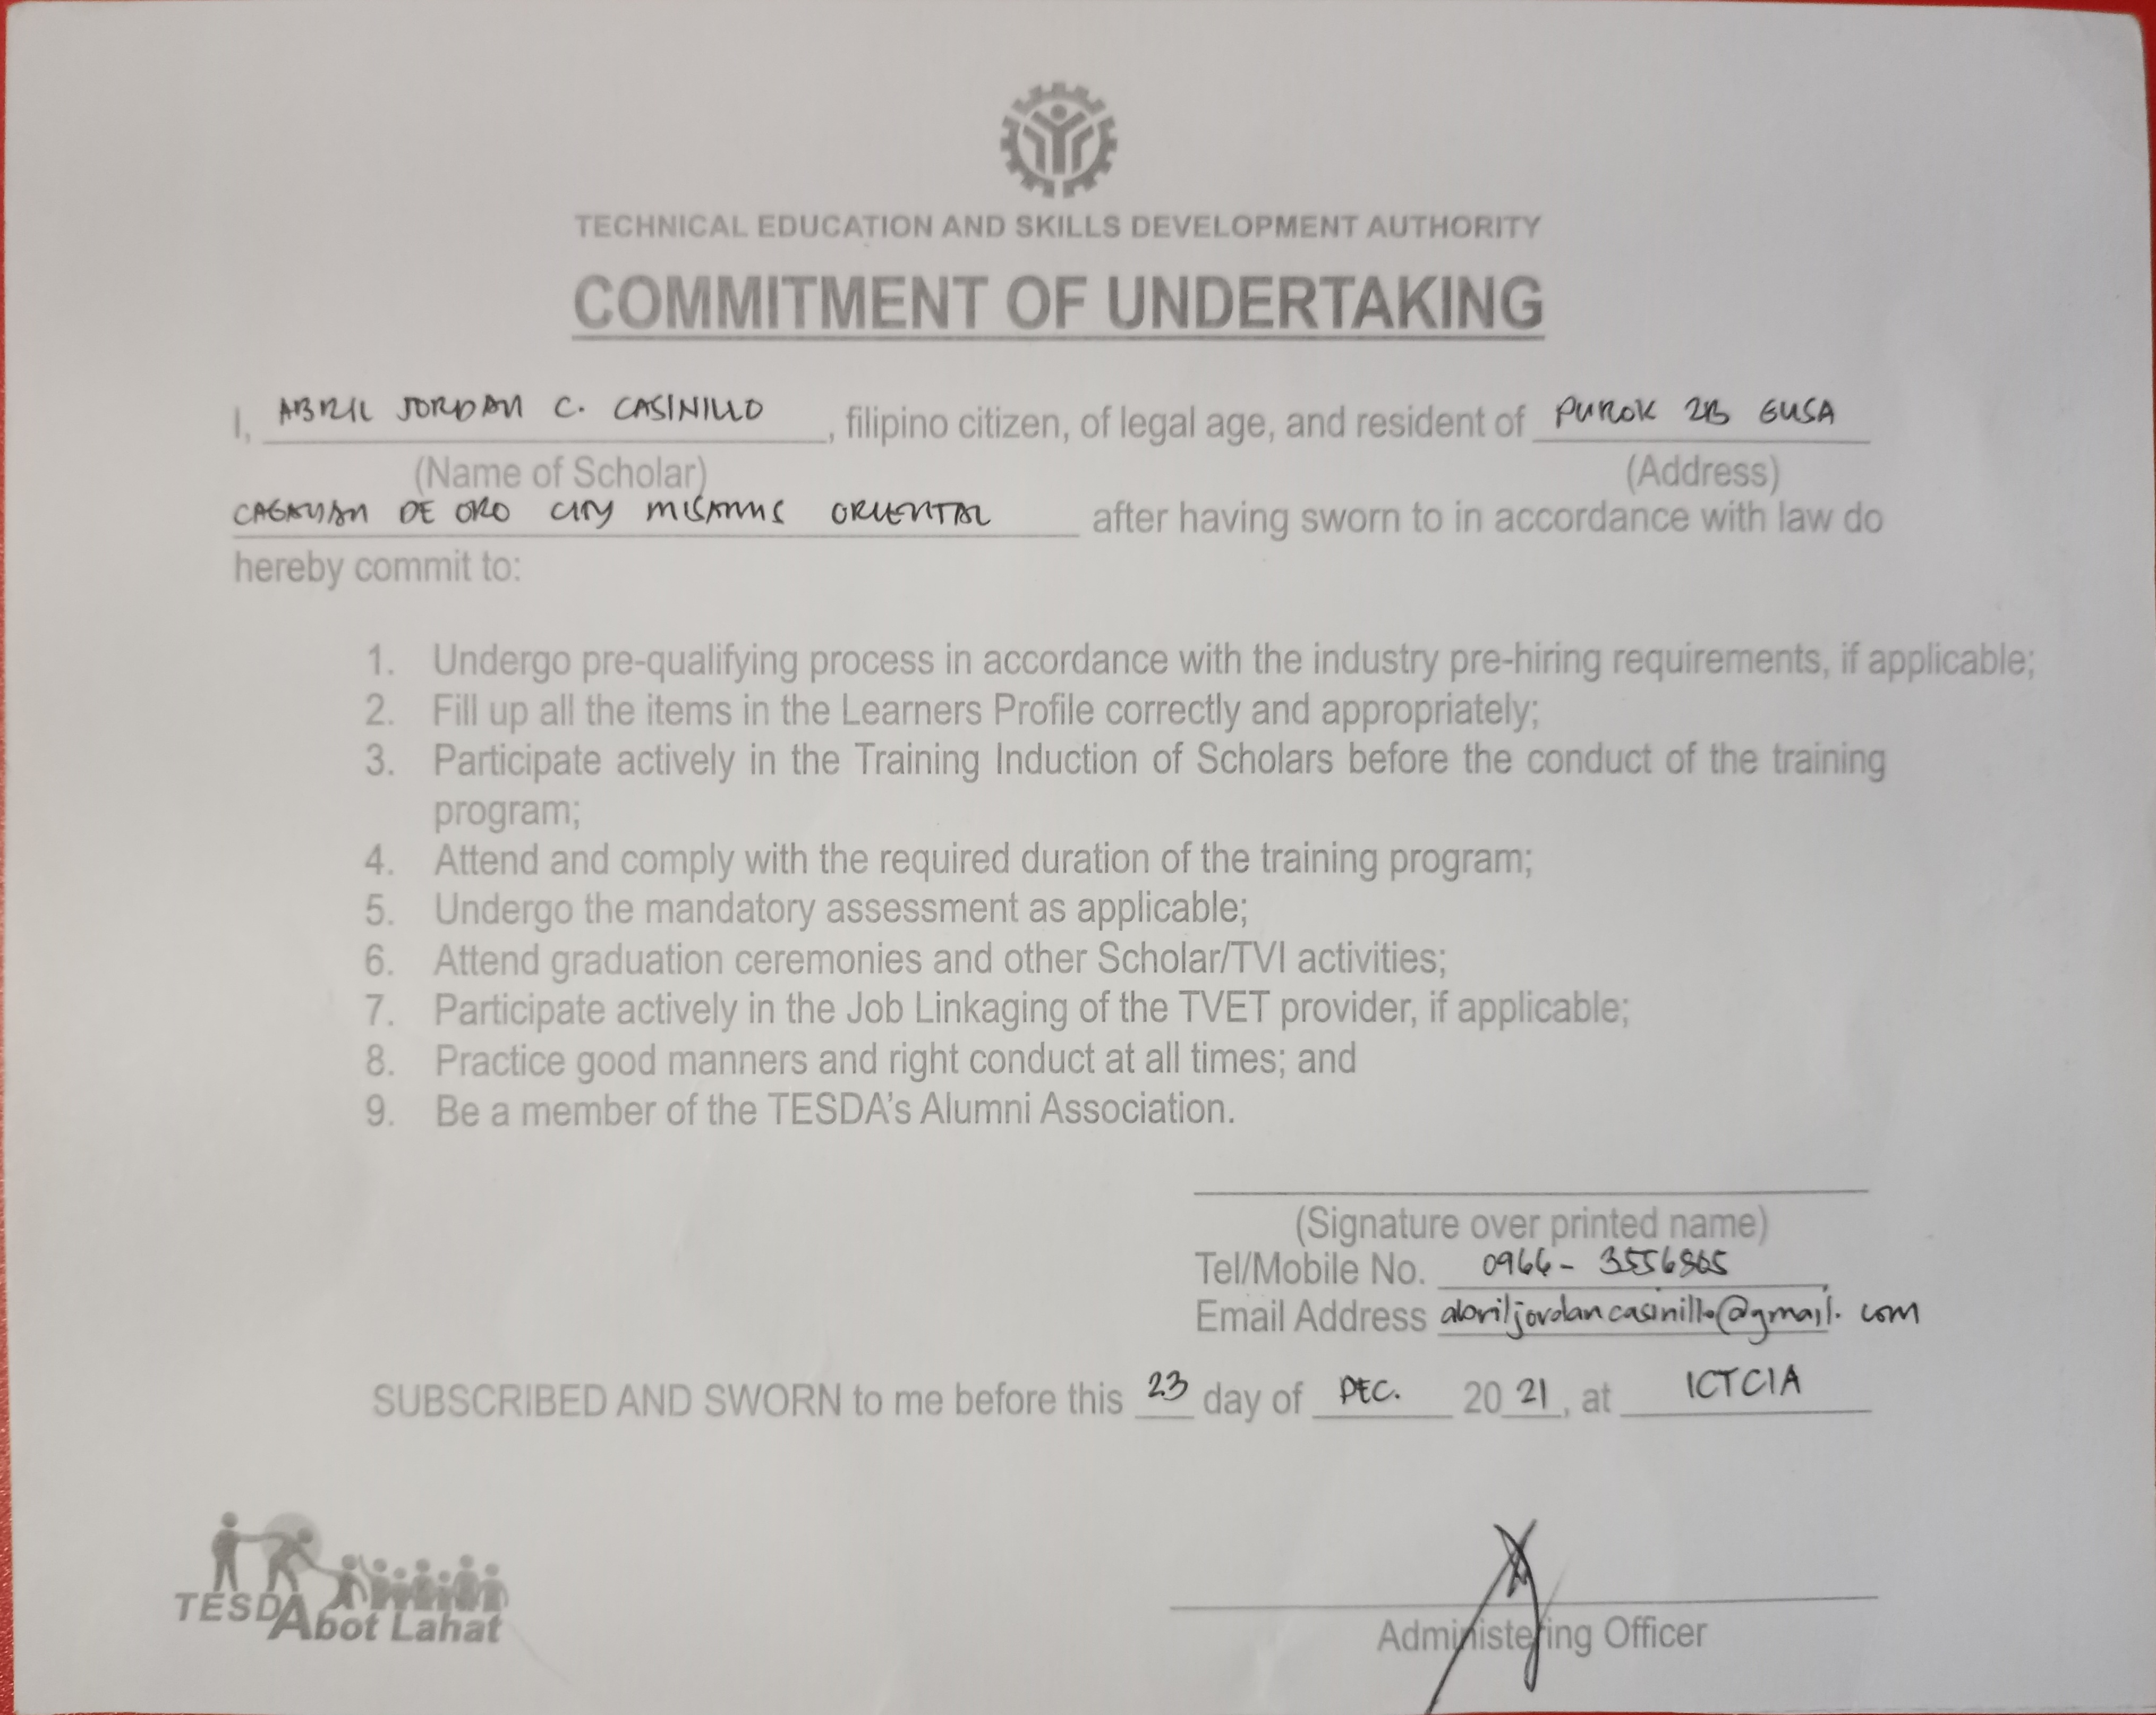 TECHNICAL EDUCATION AND SKILLS DEVELOPMENT AUTHORITY
COMMITMENT OF UNDERTAKING
I, ABRIL JORDAN C. CASINILLO, filipino citizen, of legal age, and resident of PUROK 2B GUSA
(Name of Scholar) (Address)
CAGAYAN DE ORO CITY MISAMIS ORIENTAL after having sworn to in accordance with law do
hereby commit to:
1. Undergo pre-qualifying process in accordance with the industry pre-hiring requirements, if applicable;
2. Fill up all the items in the Learners Profile correctly and appropriately;
3. Participate actively in the Training Induction of Scholars before the conduct of the training
program;
4. Attend and comply with the required duration of the training program;
5. Undergo the mandatory assessment as applicable;
6. Attend graduation ceremonies and other Scholar/TVI activities;
7. Participate actively in the Job Linkaging of the TVET provider, if applicable;
8. Practice good manners and right conduct at all times; and
9. Be a member of the TESDA's Alumni Association.
(Signature over printed name)
Tel/Mobile No. 0966-
Email Address abriljordancasinillo@gmail.com
SUBSCRIBED AND SWORN to me before this 23 day of DEC. 2021, at ICTCIA
Administering Officer
TESDA Abot Lahat